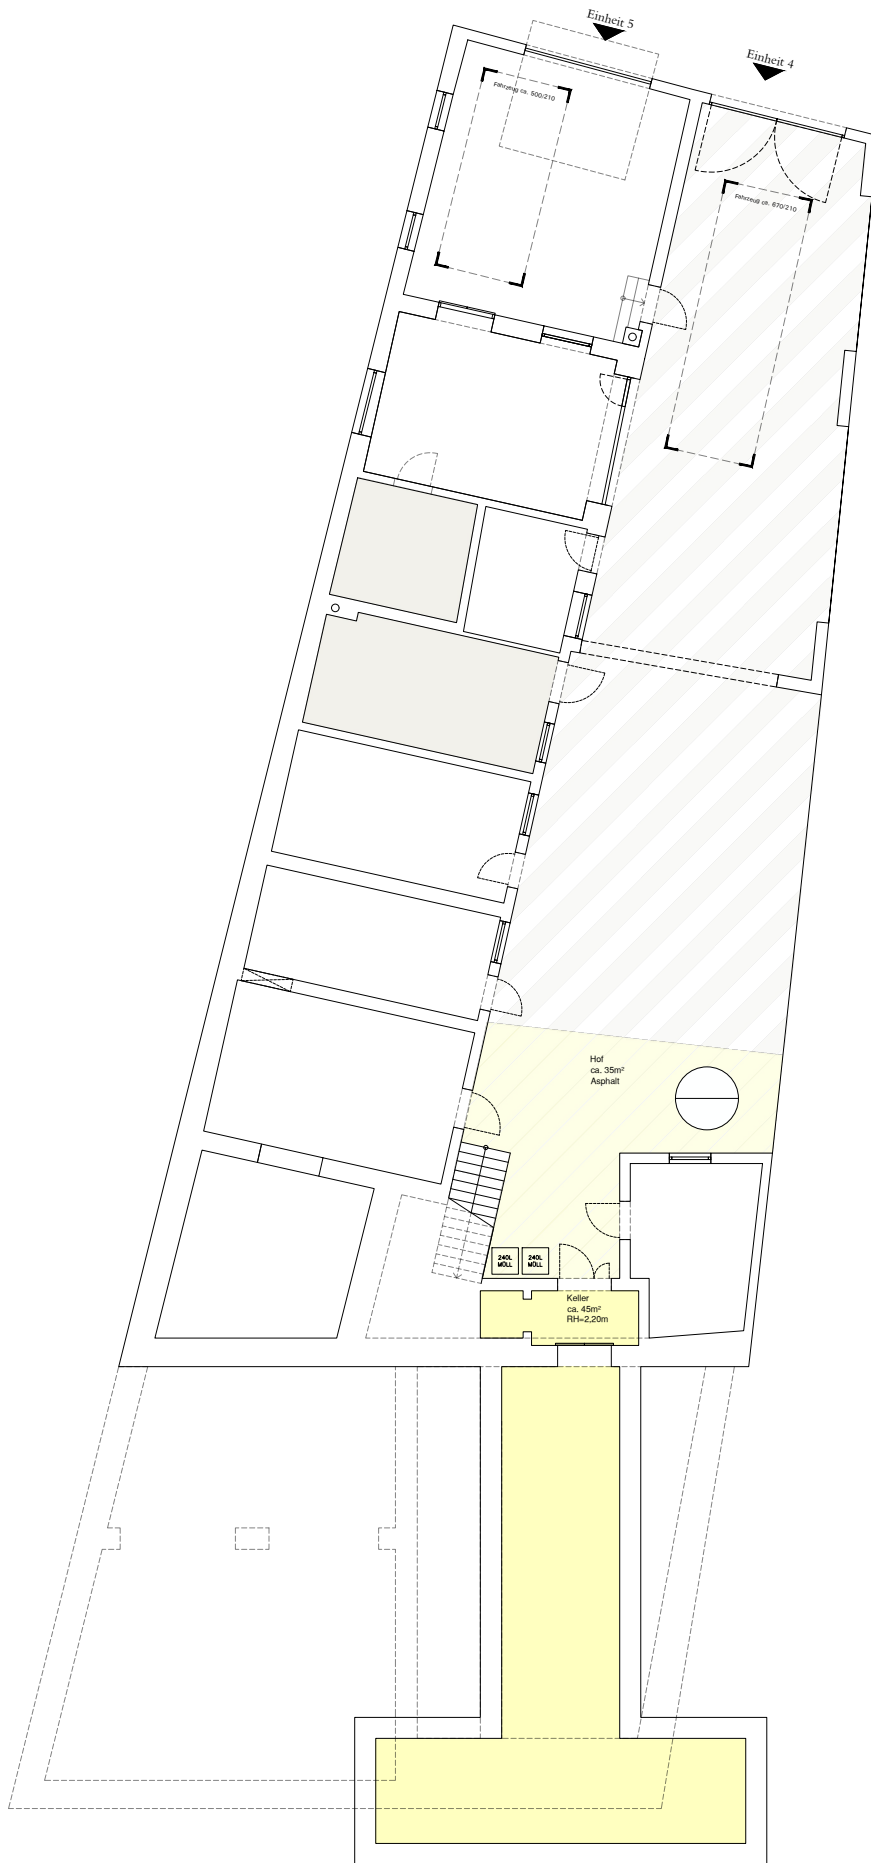 Einheit 5
Einheit 4
Fahrzeug ca. 500/210
Fahrzeug ca. 670/210
Hof
ca. 35m²
Asphalt
240L
MÜLL
240L
MÜLL
Keller
ca. 45m²
RH=2,20m